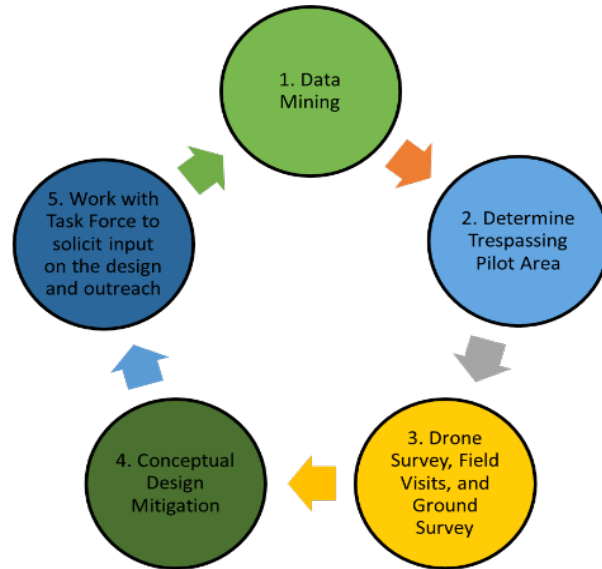 1. Data
Mining
2. Determine
Trespassing
Pilot Area
3. Drone
Survey, Field
Visits, and
Ground
Survey
4. Conceptual
Design
Mitigation
5. Work with
Task Force to
solicit input
on the design
and outreach